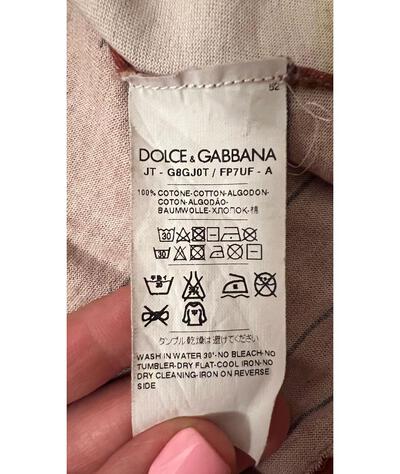 52
DOLCE & GABBANA
JT - G8GJ0T / FP7UF - A
100% COTONE-COTTON-ALGODON-
COTON-ALGODÃO-
BAUMWOLLE-ХЛОПОК-棉
30
30
30
タンブル乾燥は避けてください
WASH IN WATER 30°-NO BLEACH-NO
TUMBLER-DRY FLAT-COOL IRON-NO
DRY CLEANING-IRON ON REVERSE
SIDE